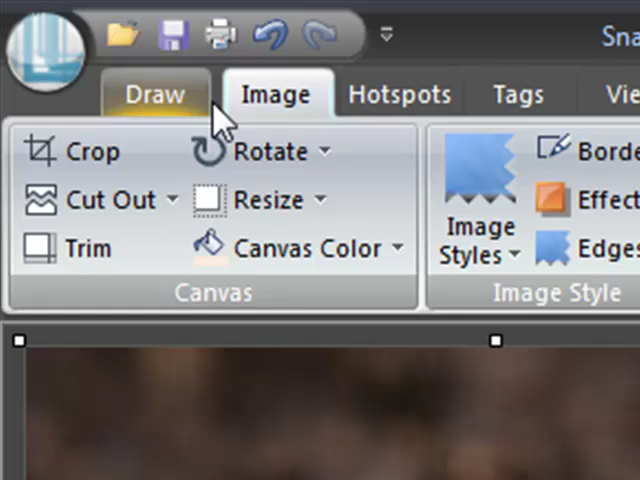 Sna
Draw Image Hotspots Tags Vie
Crop Rotate Borde
Cut Out Resize Effect
Trim Canvas Color Image Styles Edges
Canvas Image Style